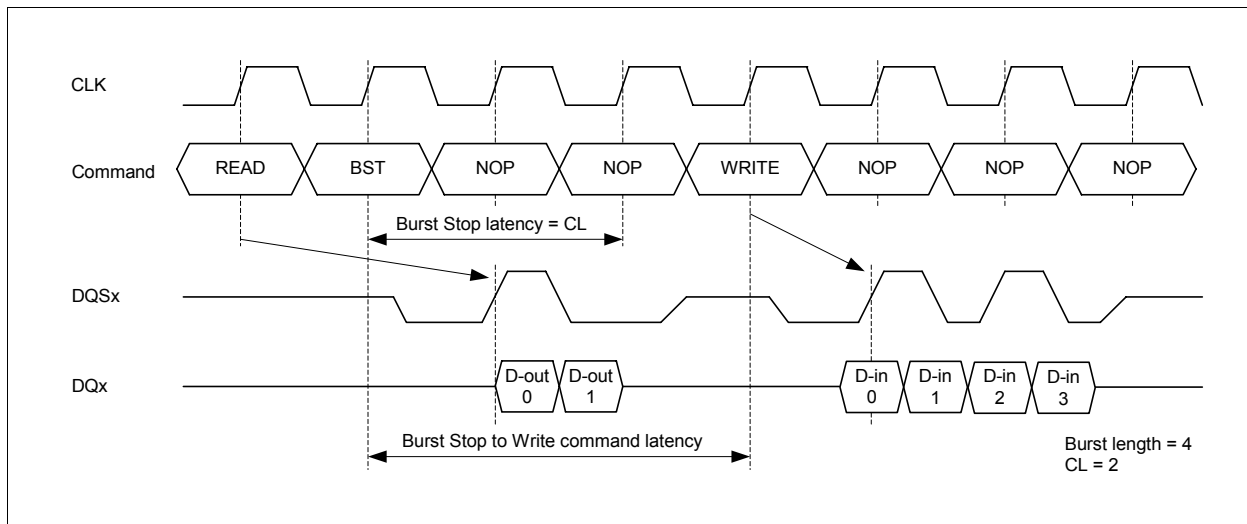 CLK
Command
READ
BST
NOP
NOP
WRITE
NOP
NOP
NOP
Burst Stop latency = CL
DQSx
DQx
D-out
0
D-out
1
D-in
0
D-in
1
D-in
2
D-in
3
Burst Stop to Write command latency
Burst length = 4
CL = 2